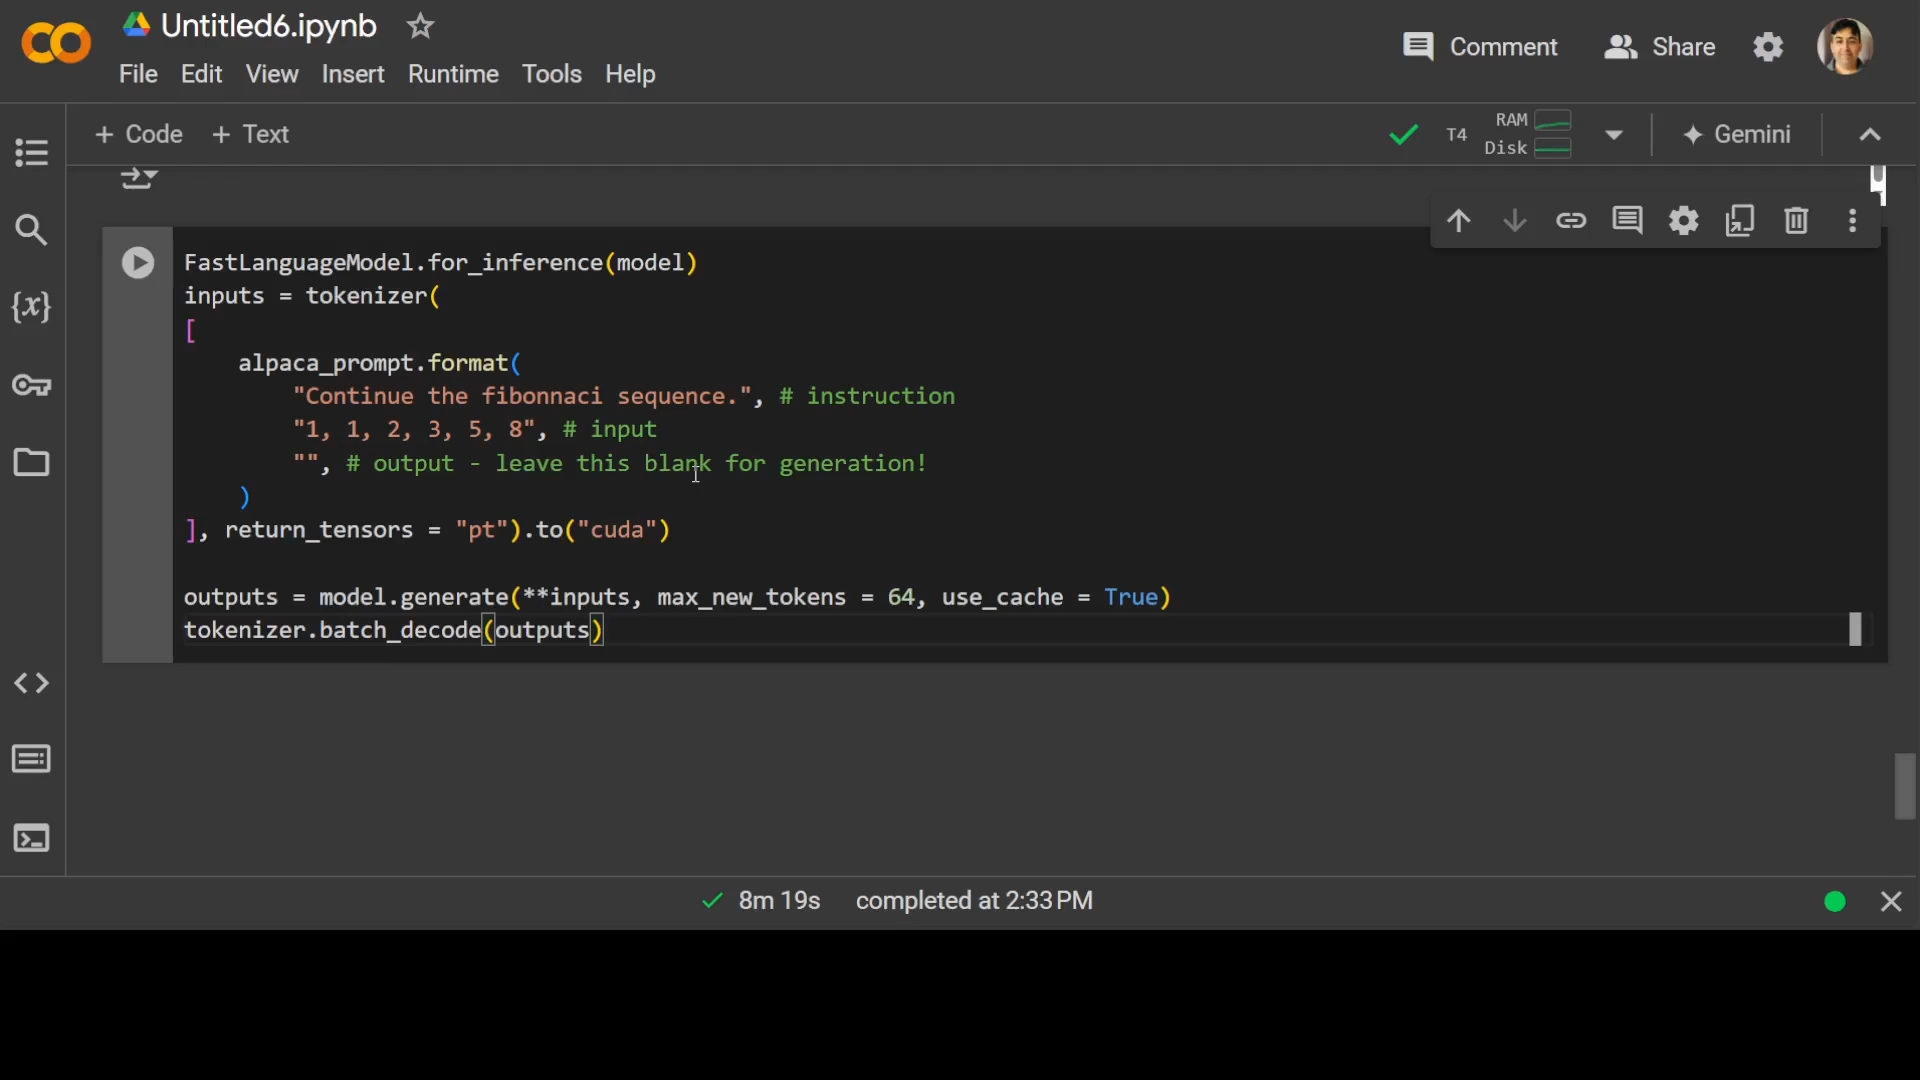 Untitled6.ipynb
Comment
Share
File Edit View Insert Runtime Tools Help
+ Code + Text
T4
RAM
Disk
Gemini
FastLanguageModel.for_inference(model)
inputs = tokenizer(
[
    alpaca_prompt.format(
        "Continue the fibonnaci sequence.", # instruction
        "1, 1, 2, 3, 5, 8", # input
        "", # output - leave this blank for generation!
    )
], return_tensors = "pt").to("cuda")
outputs = model.generate(**inputs, max_new_tokens = 64, use_cache = True)
tokenizer.batch_decode(outputs)
{x}
8m 19s completed at 2:33 PM